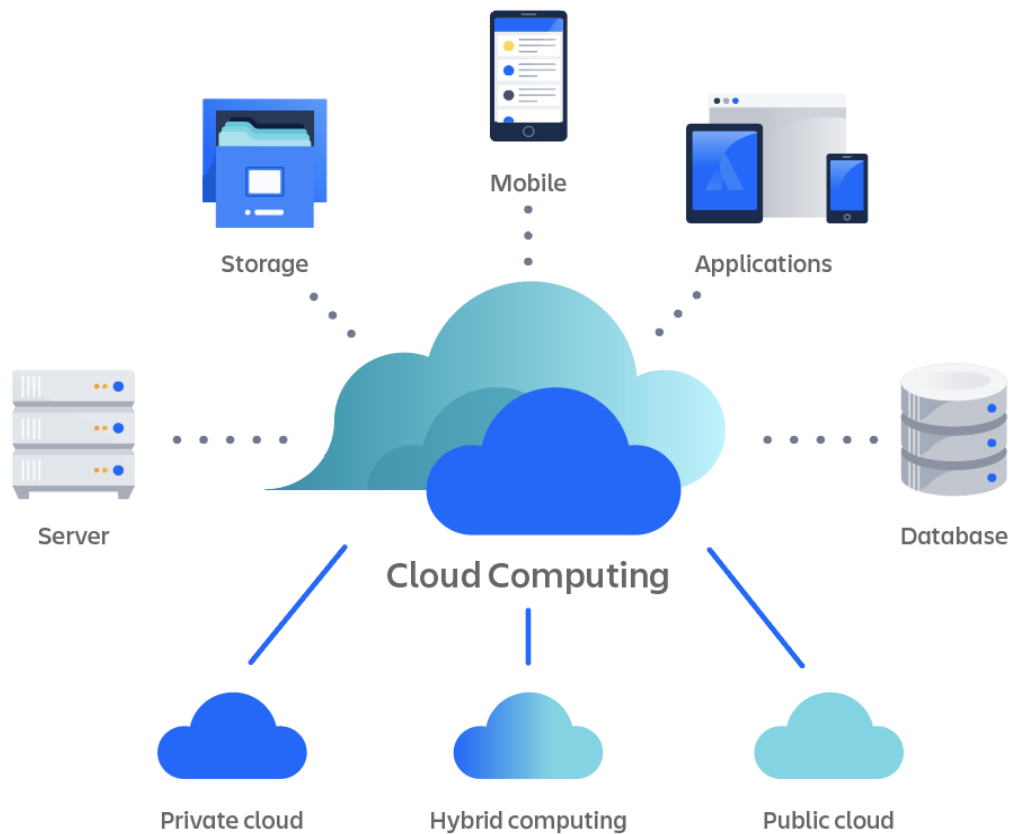 Mobile
Storage
Applications
Server
Database
Cloud Computing
Private cloud
Hybrid computing
Public cloud